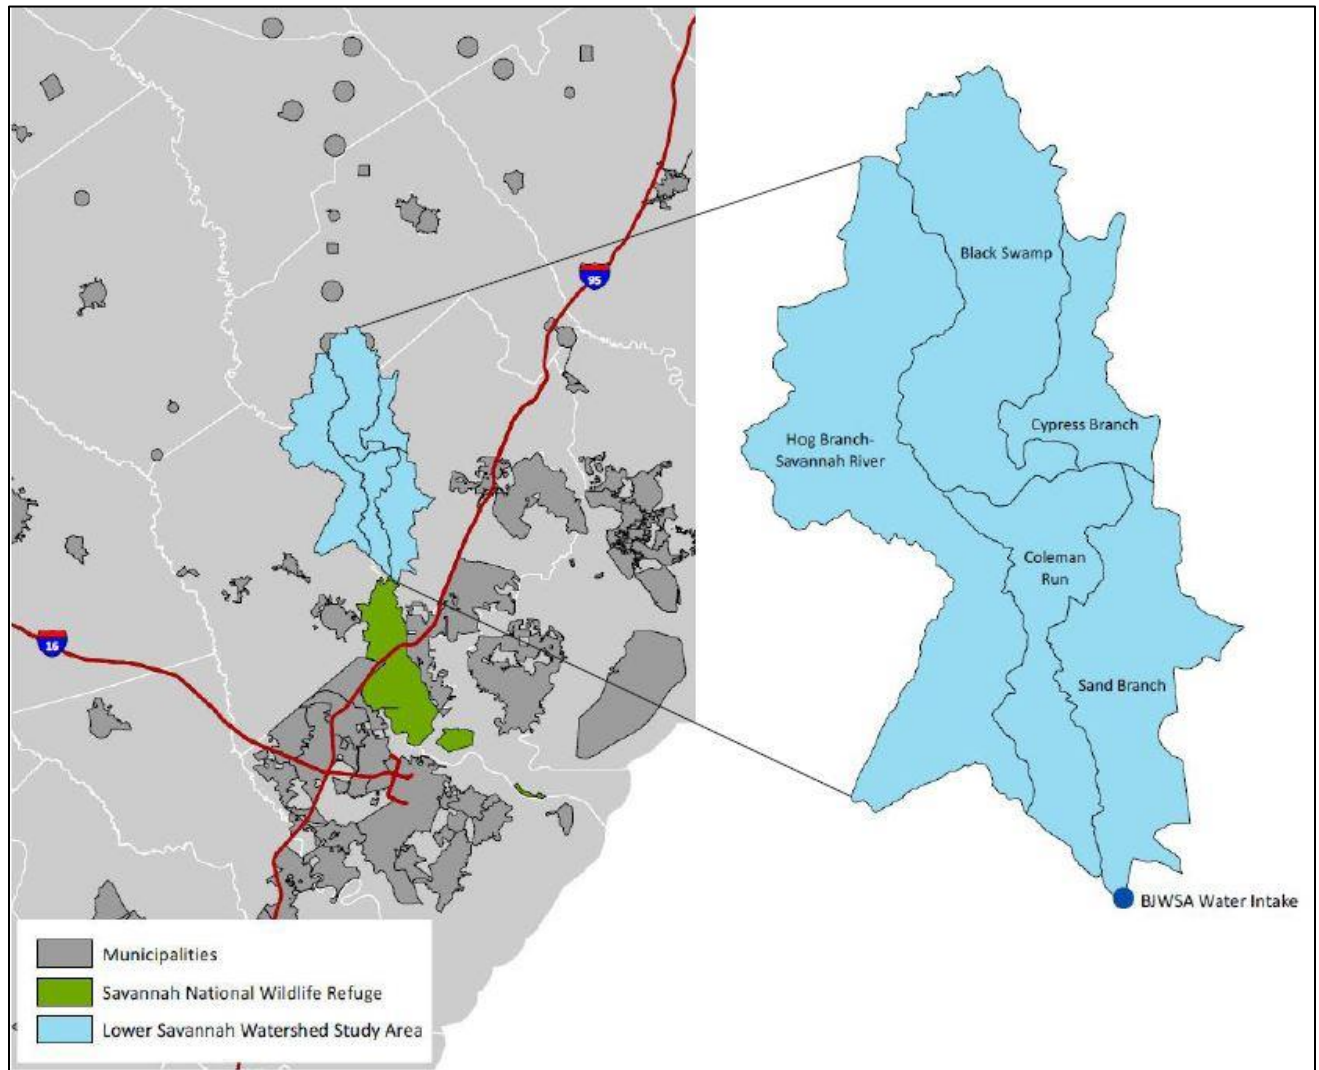 95
16
Black Swamp
Cypress Branch
Hog Branch-
Savannah River
Coleman
Run
Sand Branch
BJWSA Water Intake
Municipalities
Savannah National Wildlife Refuge
Lower Savannah Watershed Study Area